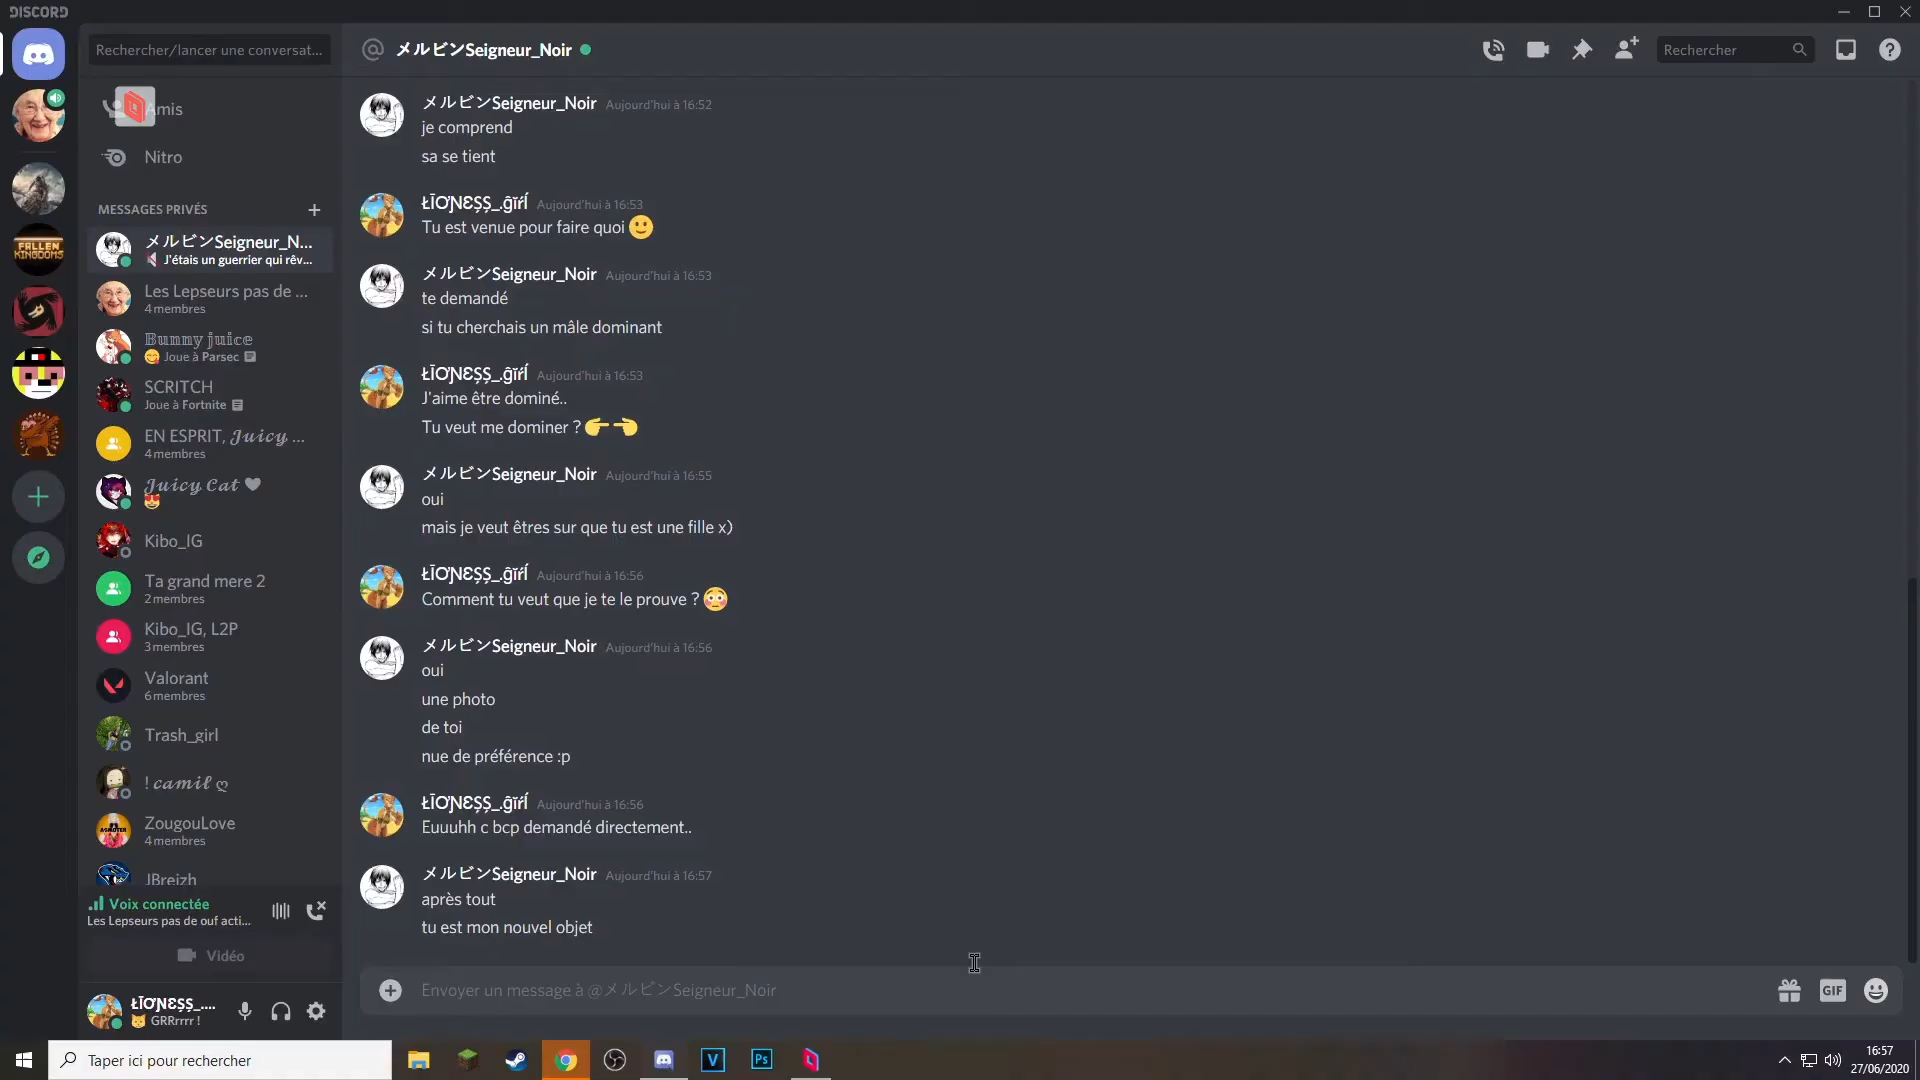 DISCORD
Rechercher/lancer une conversat...
メルビンSeigneur_Noir
Rechercher
Amis
Nitro
MESSAGES PRIVÉS
メルビンSeigneur_N...
J'étais un guerrier qui rêv...
Les Lepseurs pas de ...
4 membres
𝔹𝕦𝕞𝕞𝕪 𝕛𝕦𝕚𝕔𝕖
Joue à Parsec
SCRITCH
Joue à Fortnite
EN ESPRIT, 𝓙𝓾𝓲𝓬𝔂 ...
4 membres
𝓙𝓾𝓲𝓬𝔂 𝓒𝓪𝓽
Kibo_IG
Ta grand mere 2
2 membres
Kibo_IG, L2P
3 membres
Valorant
6 membres
Trash_girl
! 𝓬𝓪𝓶𝓲𝓵 ღ
ZougouLove
4 membres
JBreizh
Voix connectée
Les Lepseurs pas de ouf acti...
Vidéo
ŁĪƠƝЄȘȘ_....
GRRrrrr !
FALLEN
KINGDOMS
メルビンSeigneur_Noir Aujourd'hui à 16:52
je comprend
sa se tient
ŁĪƠƝЄȘȘ_.ĝĭŕĺ Aujourd'hui à 16:53
Tu est venue pour faire quoi 🙂
メルビンSeigneur_Noir Aujourd'hui à 16:53
te demandé
si tu cherchais un mâle dominant
ŁĪƠƝЄȘȘ_.ĝĭŕĺ Aujourd'hui à 16:53
J'aime être dominé..
Tu veut me dominer ? 👉👈
メルビンSeigneur_Noir Aujourd'hui à 16:55
oui
mais je veut êtres sur que tu est une fille x)
ŁĪƠƝЄȘȘ_.ĝĭŕĺ Aujourd'hui à 16:56
Comment tu veut que je te le prouve ? 😳
メルビンSeigneur_Noir Aujourd'hui à 16:56
oui
une photo
de toi
nue de préférence :p
ŁĪƠƝЄȘȘ_.ĝĭŕĺ Aujourd'hui à 16:56
Euuuhh c bcp demandé directement..
メルビンSeigneur_Noir Aujourd'hui à 16:57
après tout
tu est mon nouvel objet
Envoyer un message à @メルビンSeigneur_Noir
GIF
Taper ici pour rechercher
V
Ps
16:57
27/06/2020